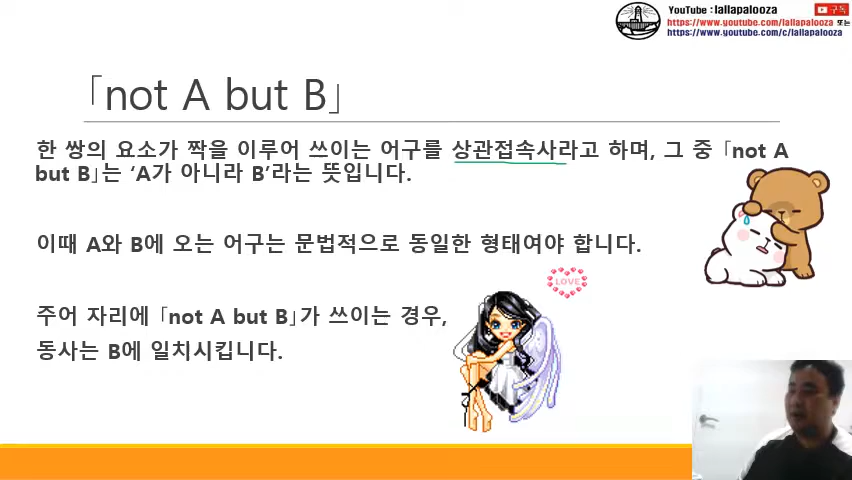 YouTube : lallapalooza 구독
https://www.youtube.com/lallapalooza 또는
https://www.youtube.com/c/lallapalooza
「not A but B」
한 쌍의 요소가 짝을 이루어 쓰이는 어구를 상관접속사라고 하며, 그 중 「not A
but B」는 ‘A가 아니라 B’라는 뜻입니다.
이때 A와 B에 오는 어구는 문법적으로 동일한 형태여야 합니다.
LOVE
주어 자리에 「not A but B」가 쓰이는 경우,
동사는 B에 일치시킵니다.